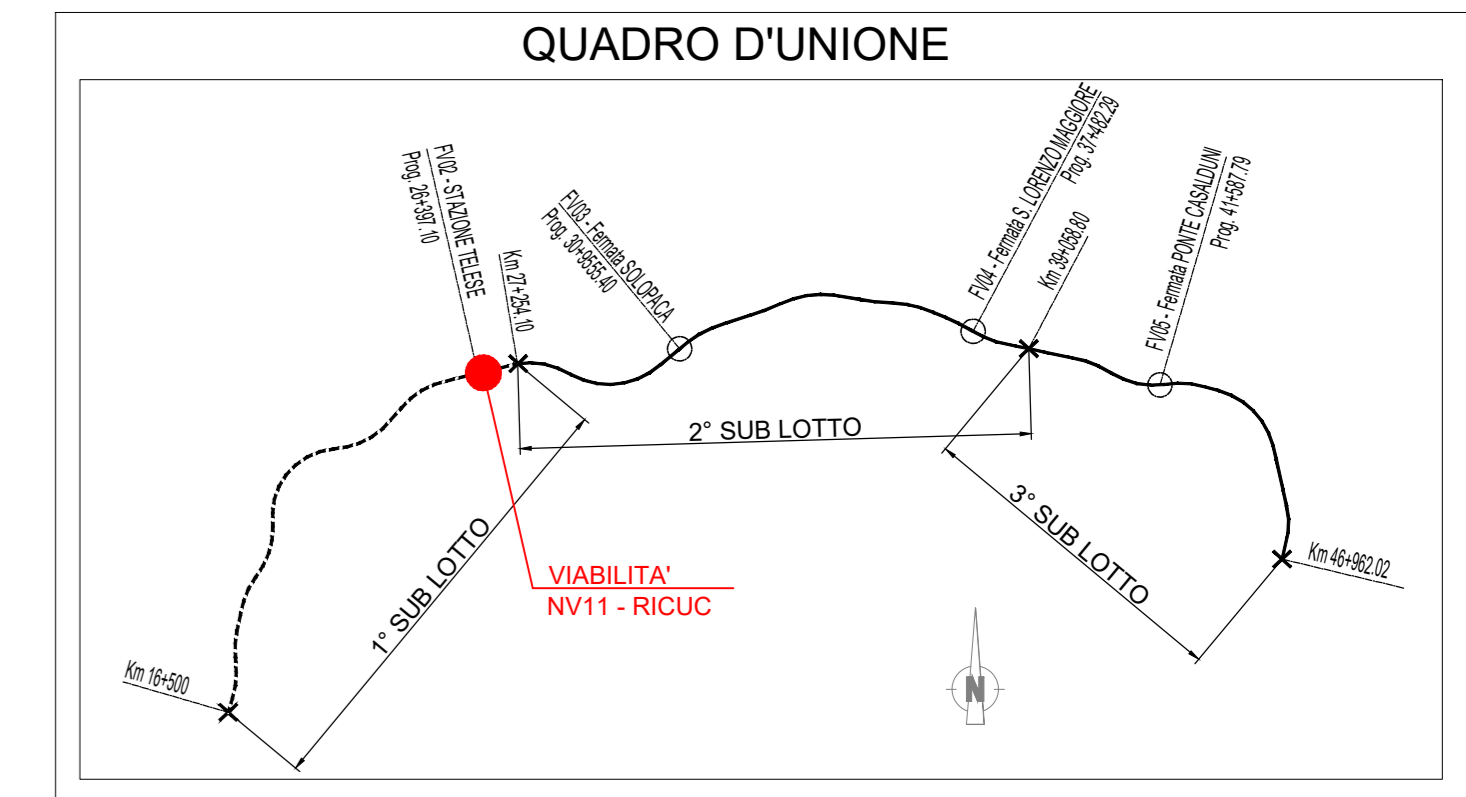 QUADRO D'UNIONE
FV02 - STAZIONE TELESE
Prog. 26+397.10
Km 27+254.10
FV03 - Fermata SOLOPACA
Prog. 30+9555.40
FV04 - Fermata S. LORENZO MAGGIORE
Prog. 37+482.29
Km 39+058.80
FV05 - Fermata PONTE CASALDUNI
Prog. 41+587.79
2° SUB LOTTO
1° SUB LOTTO
3° SUB LOTTO
Km 46+962.02
VIABILITA'
NV11 - RICUC
Km 16+500
N